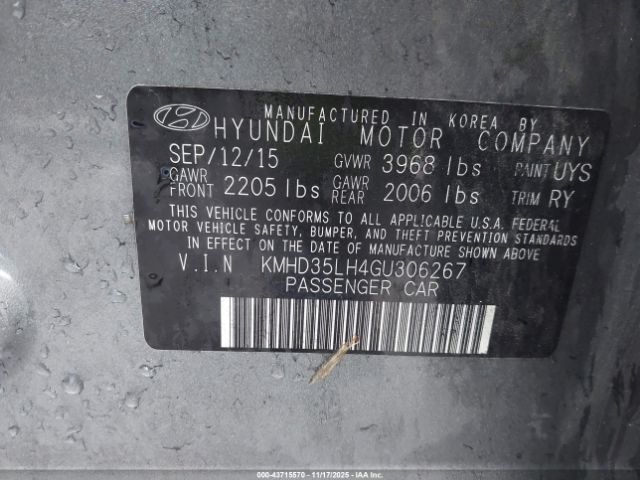 MANUFACTURED IN KOREA BY
HYUNDAI MOTOR COMPANY
SEP/12/15 GVWR 3968 lbs PAINT UYS
GAWR FRONT 2205 lbs GAWR REAR 2006 lbs TRIM RY
THIS VEHICLE CONFORMS TO ALL APPLICABLE U.S.A. FEDERAL
MOTOR VEHICLE SAFETY, BUMPER, AND THEFT PREVENTION STANDARDS
IN EFFECT ON THE DATE OF MANUFACTURE SHOWN ABOVE
V.I.N KMHD35LH4GU306267
PASSENGER CAR
000-43715570 - 11/17/2025 - IAAI.COM